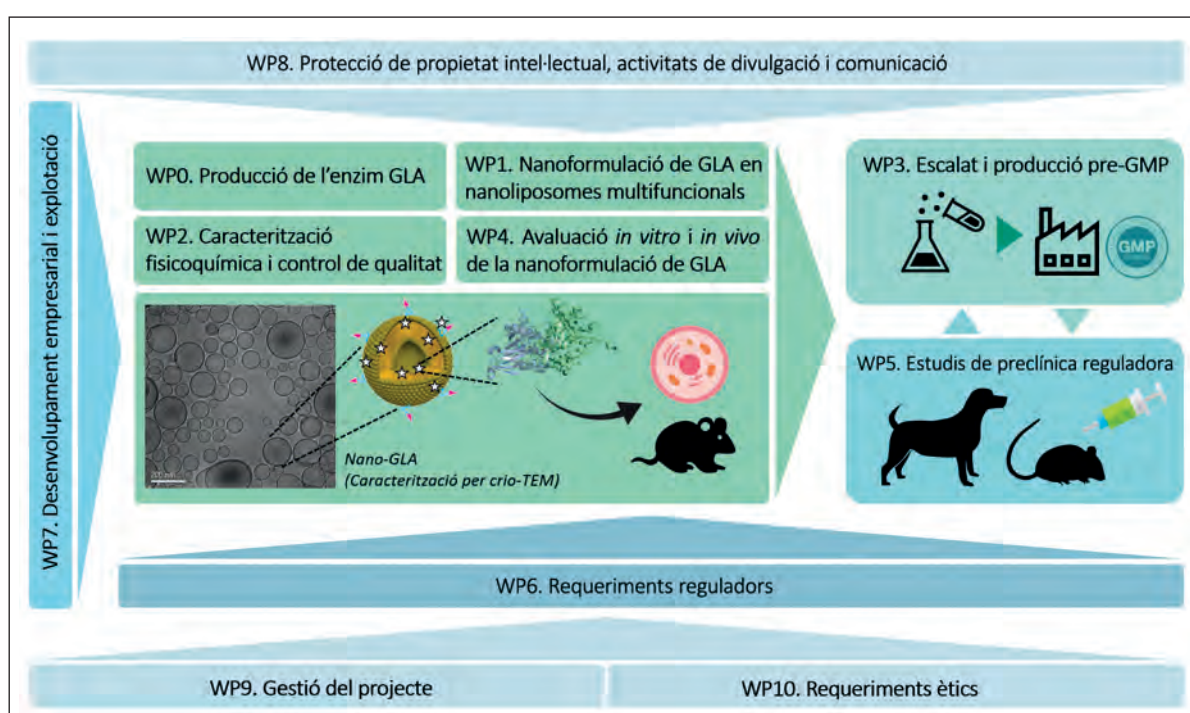 WP8. Protecció de propietat intel·lectual, activitats de divulgació i comunicació
WP7. Desenvolupament empresarial i explotació
WP0. Producció de l'enzim GLA
WP1. Nanoformulació de GLA en
nanoliposomes multifuncionals
WP2. Caracterització
fisicoquímica i control de qualitat
WP4. Avaluació in vitro i in vivo
de la nanoformulació de GLA
200 nm
Nano-GLA
(Caracterització per crio-TEM)
WP3. Escalat i producció pre-GMP
GMP
WP5. Estudis de preclínica reguladora
WP6. Requeriments reguladors
WP9. Gestió del projecte
WP10. Requeriments ètics